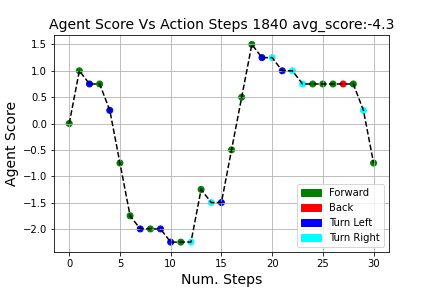 Agent Score Vs Action Steps 1840 avg_score:-4.3
Agent Score
1.5
1.0
0.5
0.0
−0.5
−1.0
−1.5
−2.0
Forward
Back
Turn Left
Turn Right
0 5 10 15 20 25 30
Num. Steps